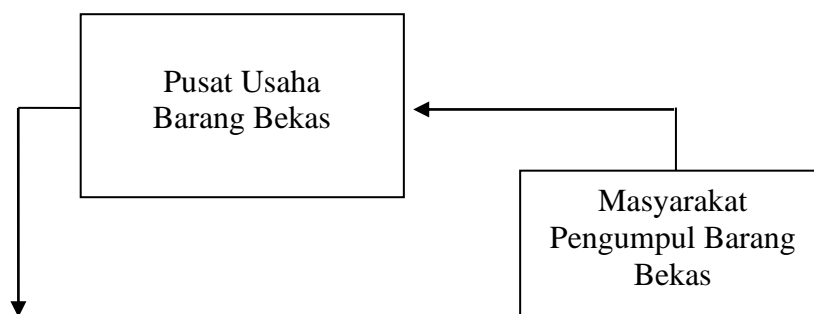 Pusat Usaha
Barang Bekas
Masyarakat
Pengumpul Barang
Bekas